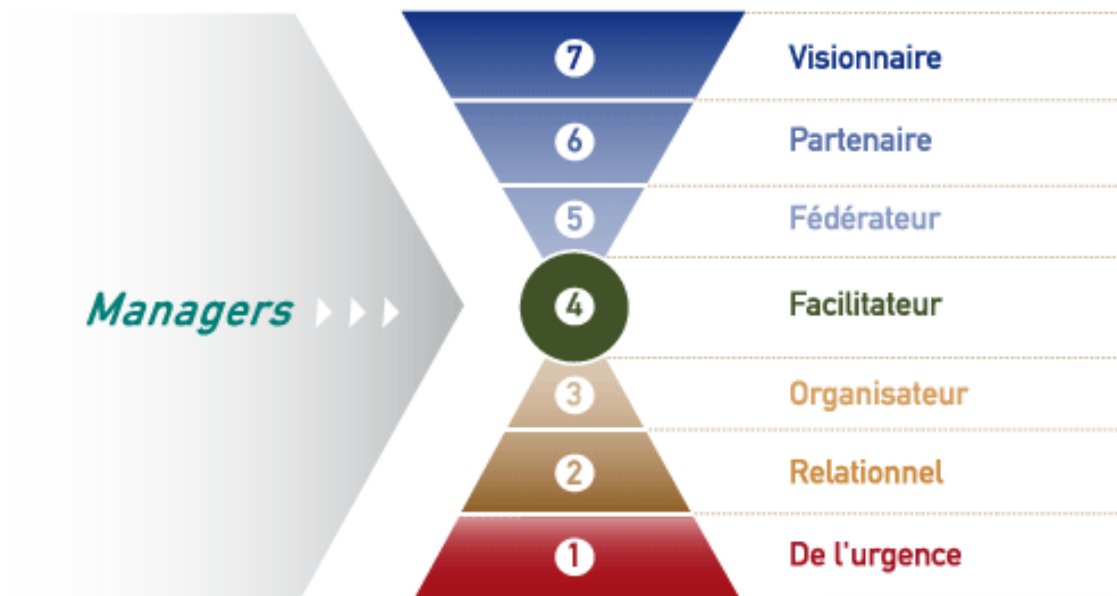 7 Visionnaire
6 Partenaire
5 Fédérateur
Managers
4 Facilitateur
3 Organisateur
2 Relationnel
1 De l'urgence